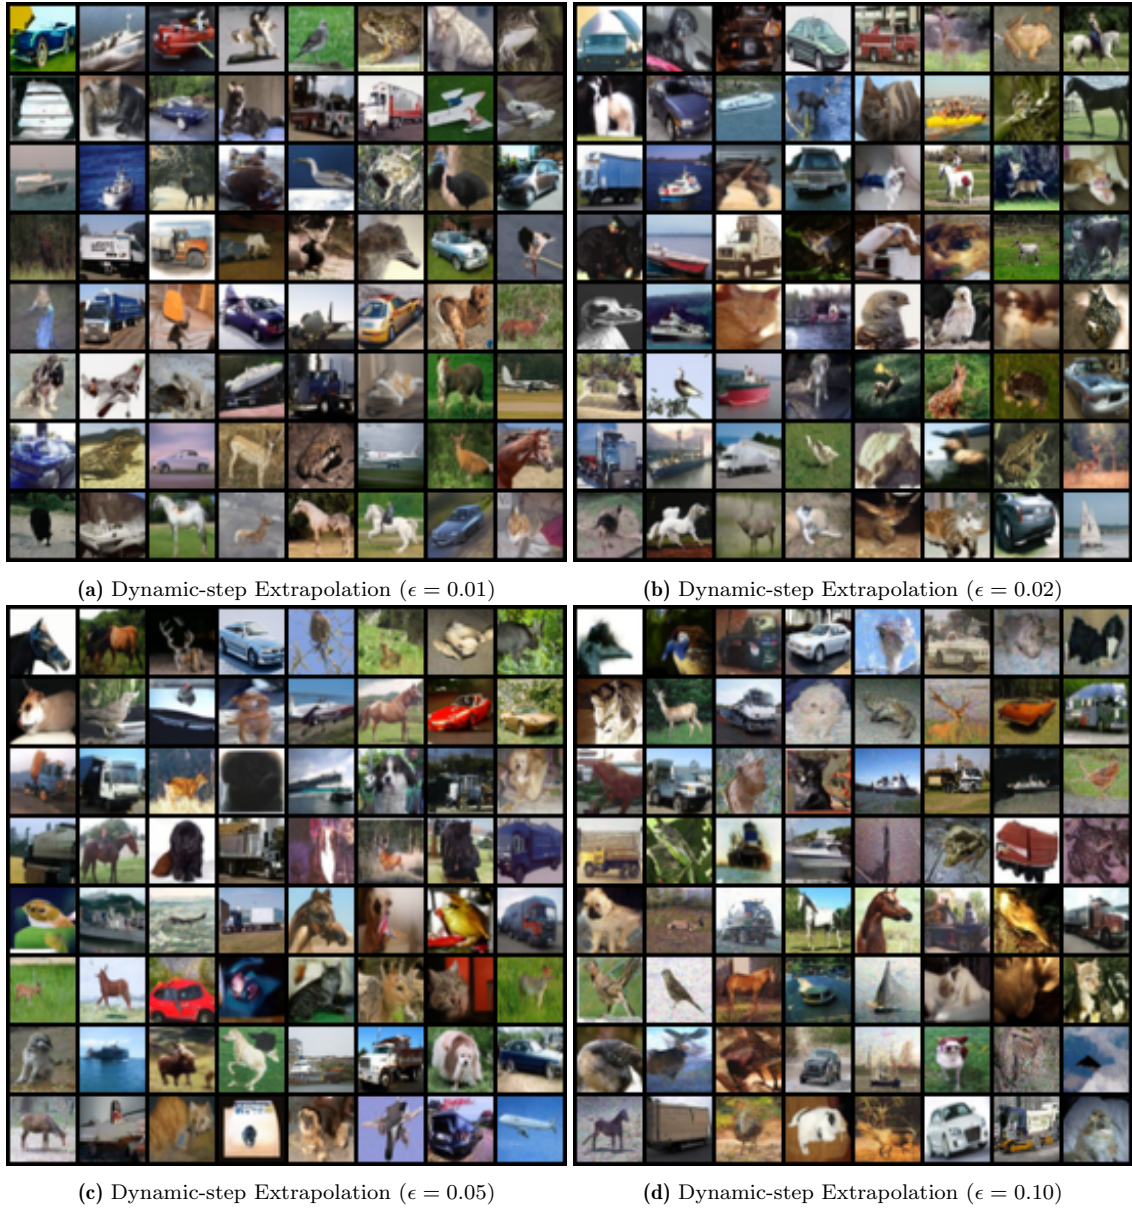 (a) Dynamic-step Extrapolation (ϵ = 0.01)
(b) Dynamic-step Extrapolation (ϵ = 0.02)
(c) Dynamic-step Extrapolation (ϵ = 0.05)
(d) Dynamic-step Extrapolation (ϵ = 0.10)